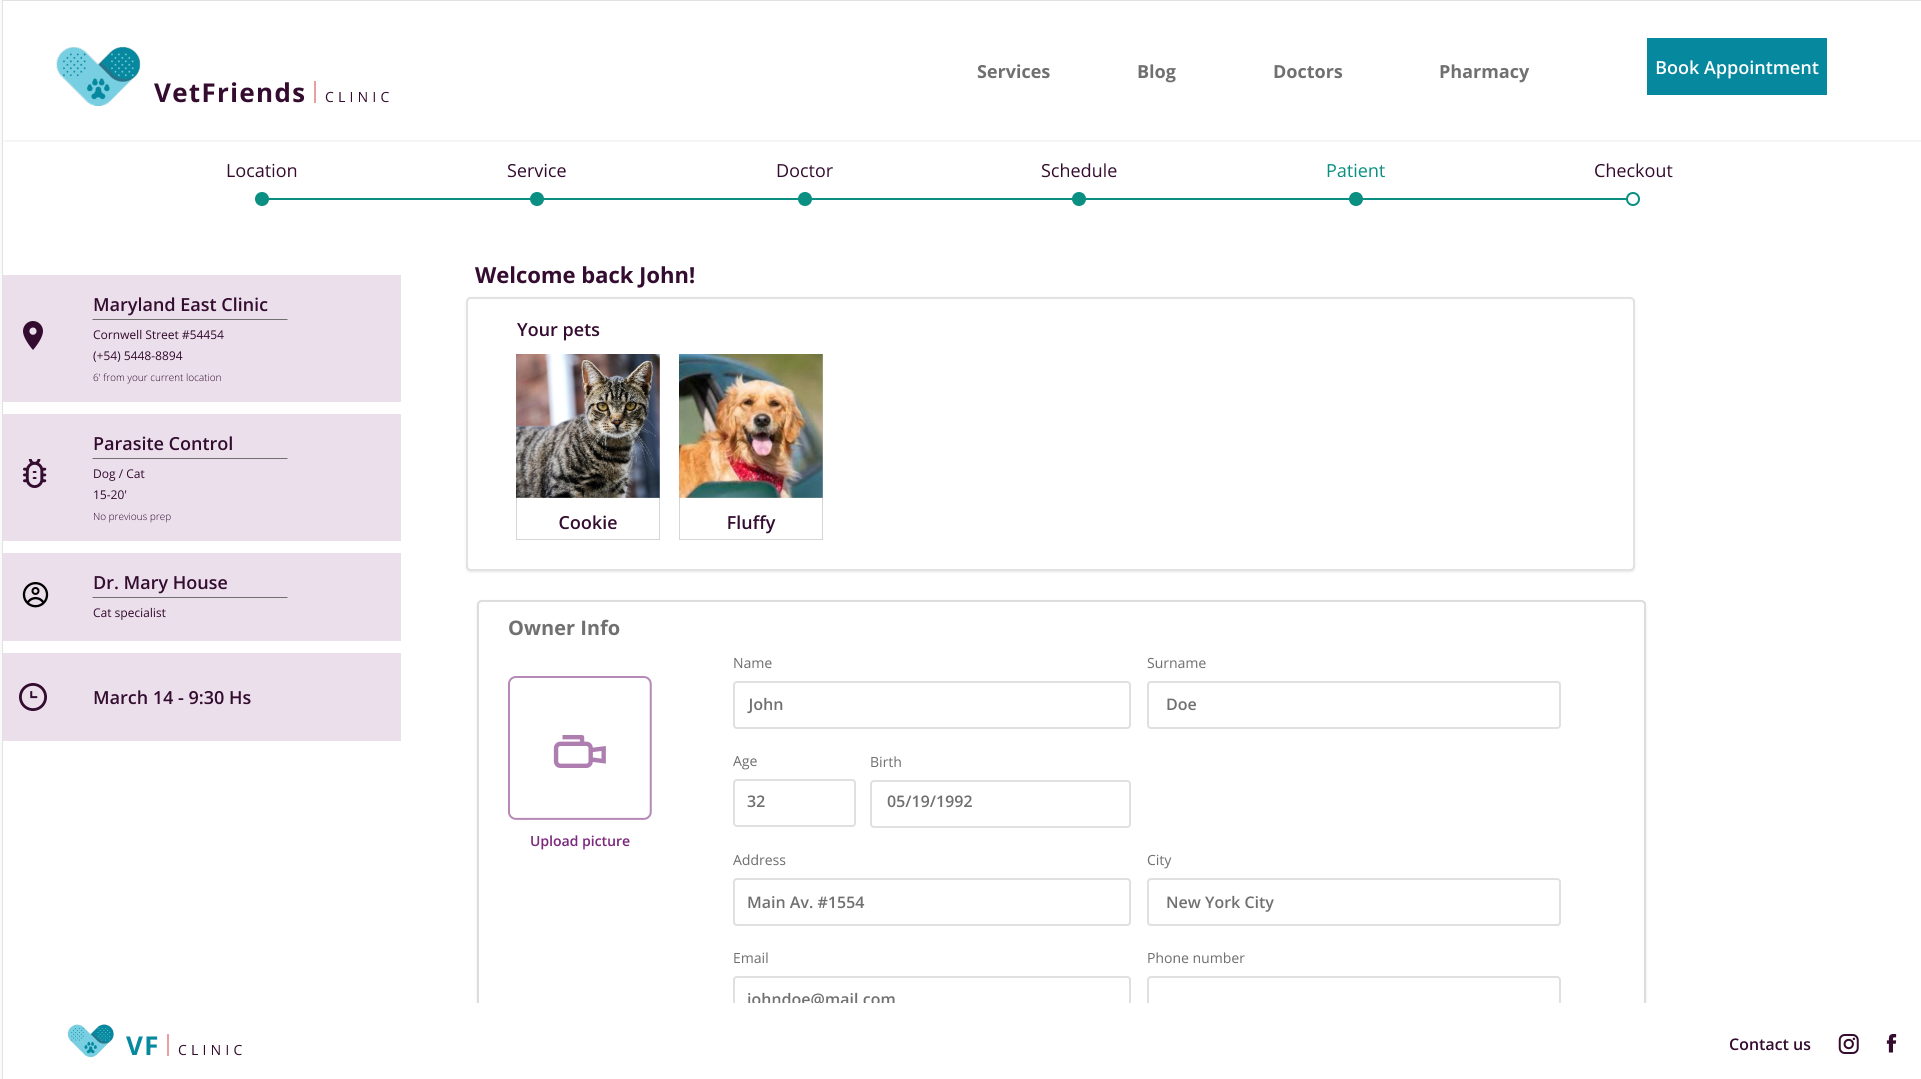 VetFriends | CLINIC
Services
Blog
Doctors
Pharmacy
Book Appointment
Location
Service
Doctor
Schedule
Patient
Checkout
Maryland East Clinic
Cornwell Street #54454
(+54) 5448-8894
6' from your current location
Parasite Control
Dog / Cat
15-20'
No previous prep
Dr. Mary House
Cat specialist
March 14 - 9:30 Hs
Welcome back John!
Your pets
Cookie
Fluffy
Owner Info
Upload picture
Name
John
Surname
Doe
Age
32
Birth
05/19/1992
Address
Main Av. #1554
City
New York City
Email
johndoe@mail.com
Phone number
VF | CLINIC
Contact us